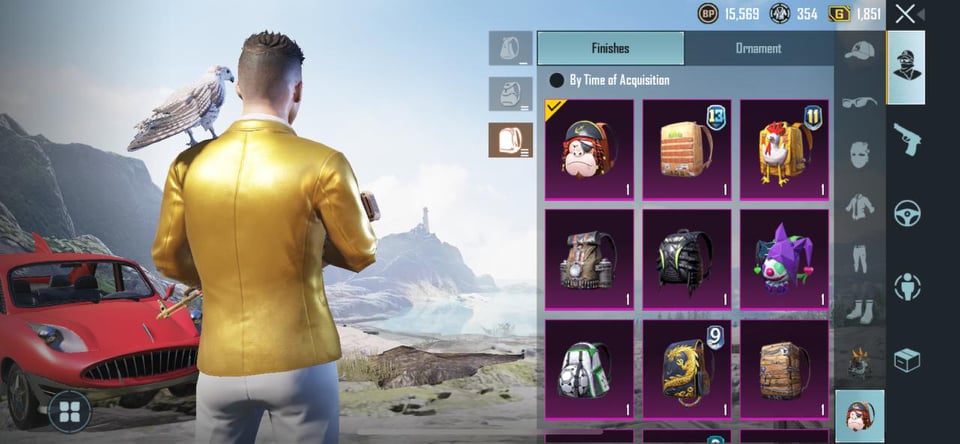 BP 15,569 354 G 1,851
Finishes Ornament
By Time of Acquisition
1 13 1 11 1
1 1 1
1 9 1 1